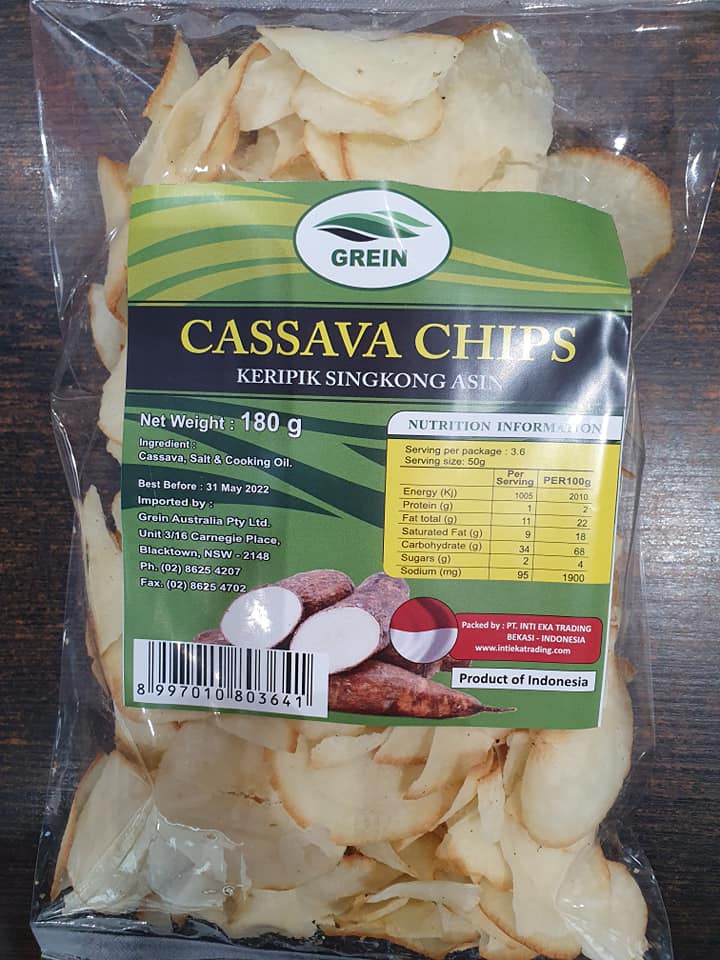 GREIN
CASSAVA CHIPS
KERIPIK SINGKONG ASIN
Net Weight : 180 g
Ingredient :
Cassava, Salt & Cooking Oil.
Best Before : 31 May 2022
Imported by :
Grein Australia Pty Ltd.
Unit 3/16 Carnegie Place,
Blacktown, NSW - 2148
Ph. (02) 8625 4207
Fax. (02) 8625 4702
NUTRITION INFORMATION
Serving per package : 3.6
Serving size: 50g
Per Serving PER100g
Energy (Kj) 1005 2010
Protein (g) 1 2
Fat total (g) 11 22
Saturated Fat (g) 9 18
Carbohydrate (g) 34 68
Sugars (g) 2 4
Sodium (mg) 95 1900
Packed by : PT. INTI EKA TRADING
BEKASI - INDONESIA
www.intiekatrading.com
Product of Indonesia
8 997010 803641